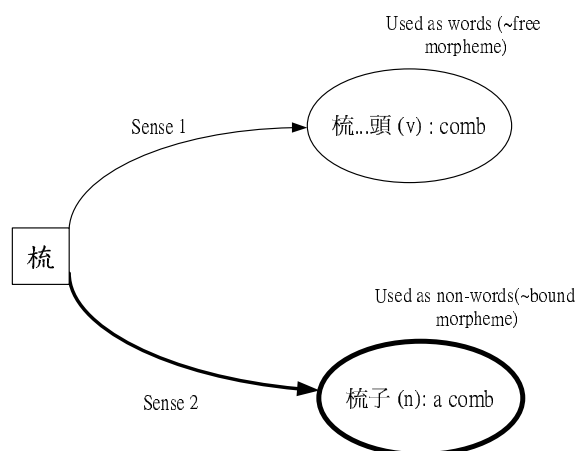 Used as words (~free
morpheme)
Sense 1
梳...頭 (v) : comb
梳
Used as non-words(~bound
morpheme)
梳子 (n): a comb
Sense 2